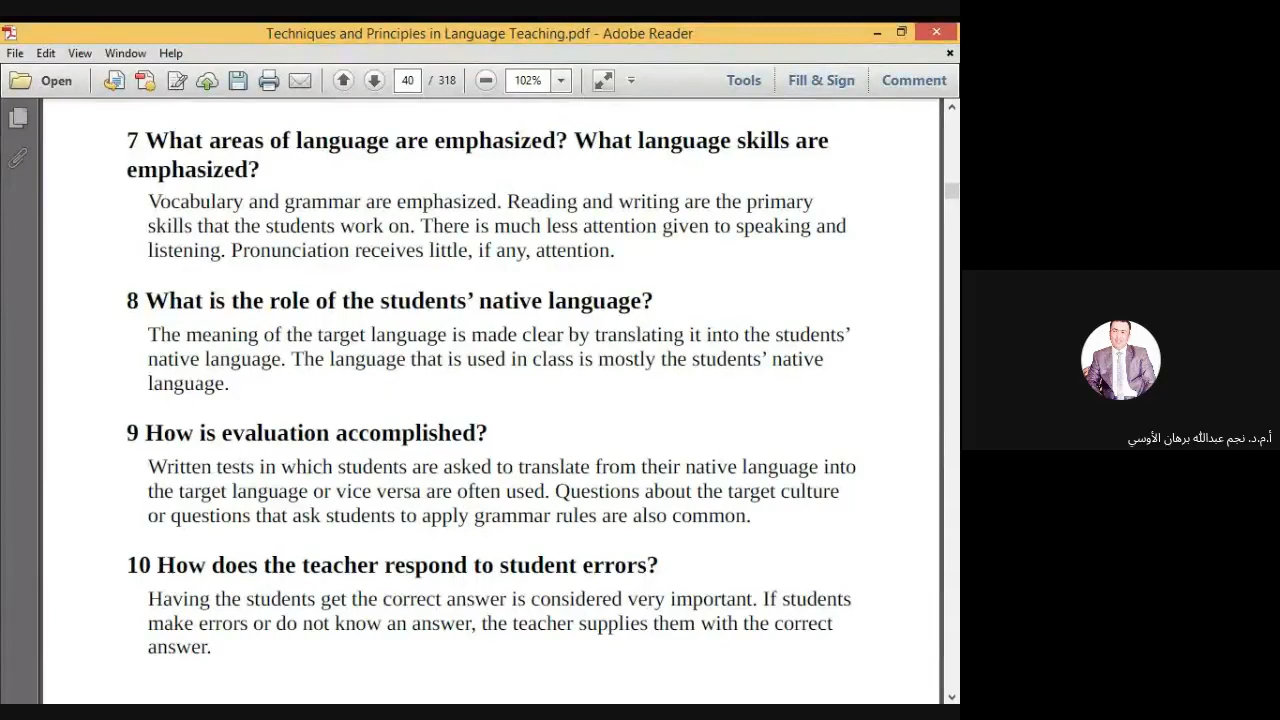 Techniques and Principles in Language Teaching.pdf - Adobe Reader
File Edit View Window Help
Open 40 / 318 102% Tools Fill & Sign Comment
7 What areas of language are emphasized? What language skills are
emphasized?
Vocabulary and grammar are emphasized. Reading and writing are the primary
skills that the students work on. There is much less attention given to speaking and
listening. Pronunciation receives little, if any, attention.
8 What is the role of the students’ native language?
The meaning of the target language is made clear by translating it into the students’
native language. The language that is used in class is mostly the students’ native
language.
9 How is evaluation accomplished?
Written tests in which students are asked to translate from their native language into
the target language or vice versa are often used. Questions about the target culture
or questions that ask students to apply grammar rules are also common.
10 How does the teacher respond to student errors?
Having the students get the correct answer is considered very important. If students
make errors or do not know an answer, the teacher supplies them with the correct
answer.
أ.م.د. نجم عبدالله برهان الأوسي